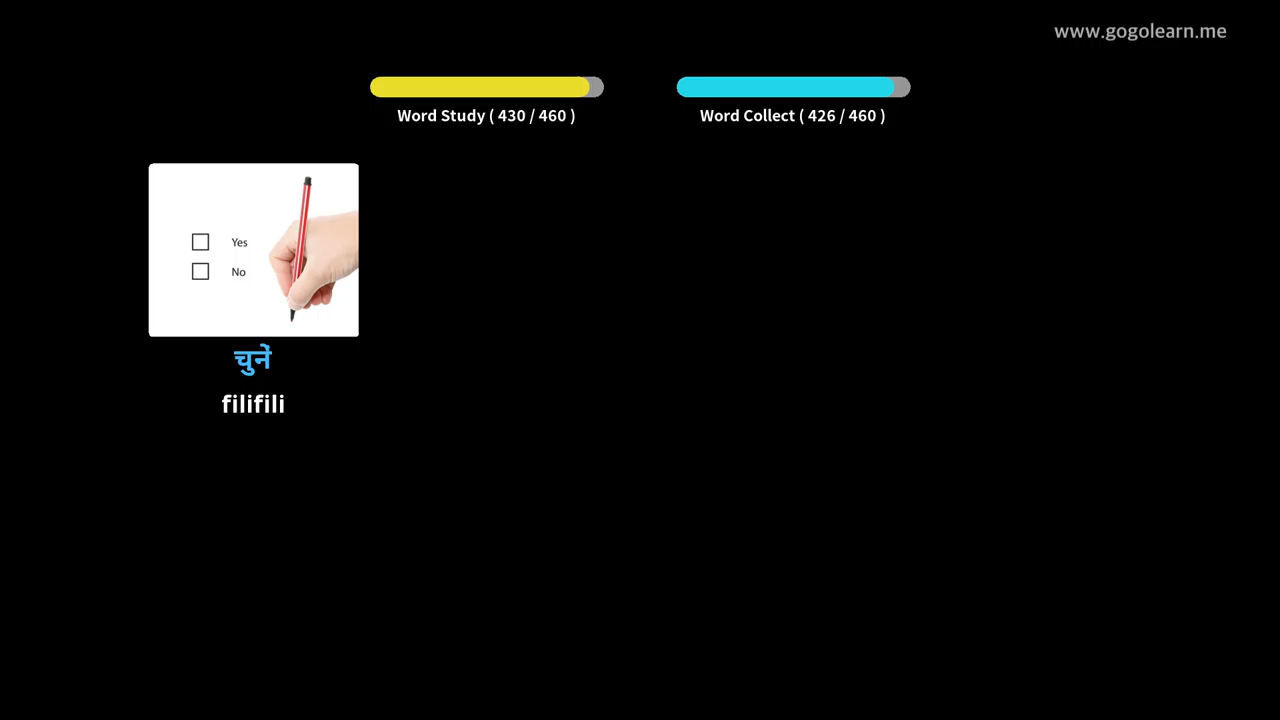 www.gogolearn.me
Word Study ( 430 / 460 )
Word Collect ( 426 / 460 )
Yes
No
चुनें
filifili